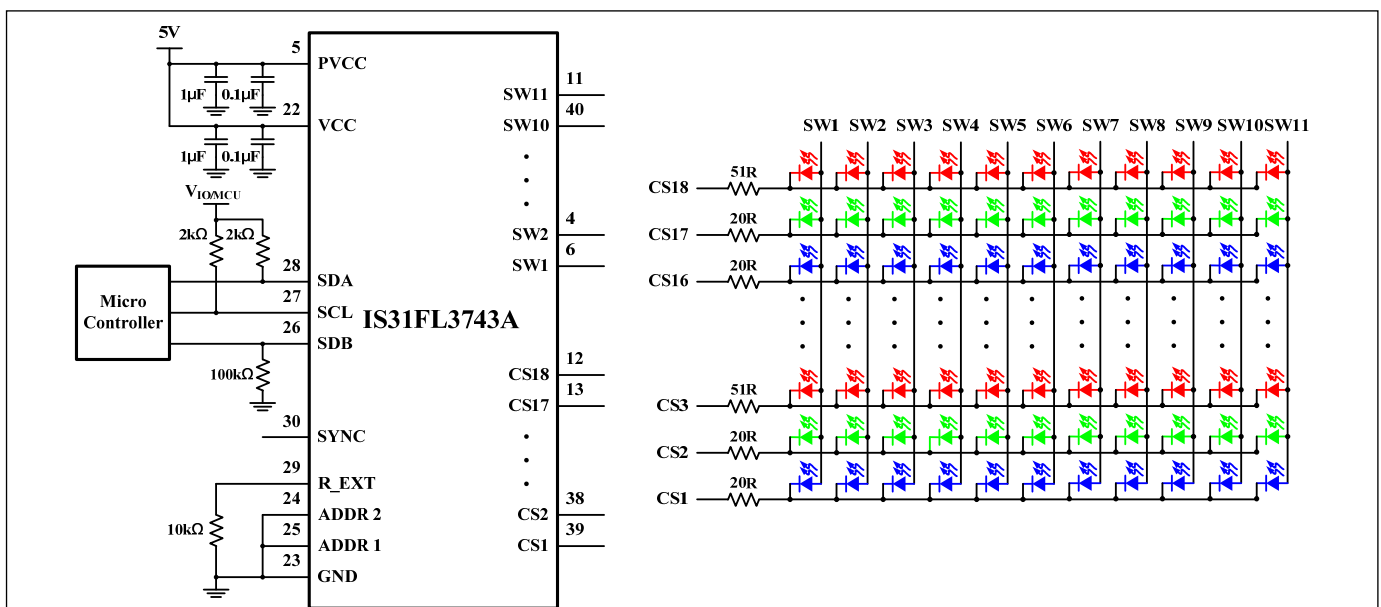 5V
5
PVCC
1µF
0.1µF
22
VCC
1µF
0.1µF
VIO/MCU
2kΩ
2kΩ
28
SDA
27
SCL
26
SDB
Micro
Controller
100kΩ
30
SYNC
29
R_EXT
24
ADDR 2
25
ADDR 1
23
GND
10kΩ
IS31FL3743A
11
SW11
40
SW10
4
SW2
6
SW1
12
CS18
13
CS17
38
CS2
39
CS1
SW1 SW2 SW3 SW4 SW5 SW6 SW7 SW8 SW9 SW10 SW11
51R
CS18
20R
CS17
20R
CS16
51R
CS3
20R
CS2
20R
CS1